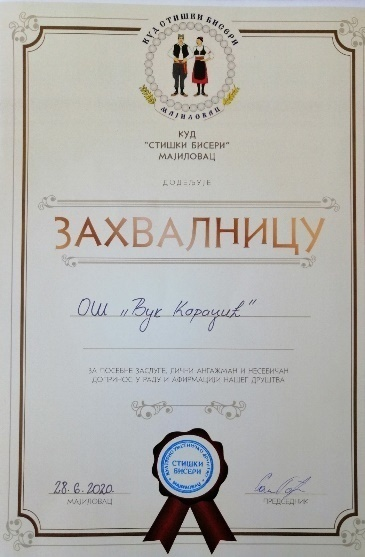 КУД СТИШКИ БИСЕРИ
МАЈИЛОВАЦ
КУД
"СТИШКИ БИСЕРИ"
МАЈИЛОВАЦ
ДОДЕЉУЈЕ
ЗАХВАЛНИЦУ
ОШ „Вук Караџић"
ЗА ПОСЕБНЕ ЗАСЛУГЕ, ЛИЧНИ АНГАЖМАН И НЕСЕБИЧАН
ДОПРИНОС У РАДУ И АФИРМАЦИЈИ НАШЕГ ДРУШТВА
СТИШКИ
БИСЕРИ
28.6.2020.
МАЈИЛОВАЦ
ПРЕДСЕДНИК